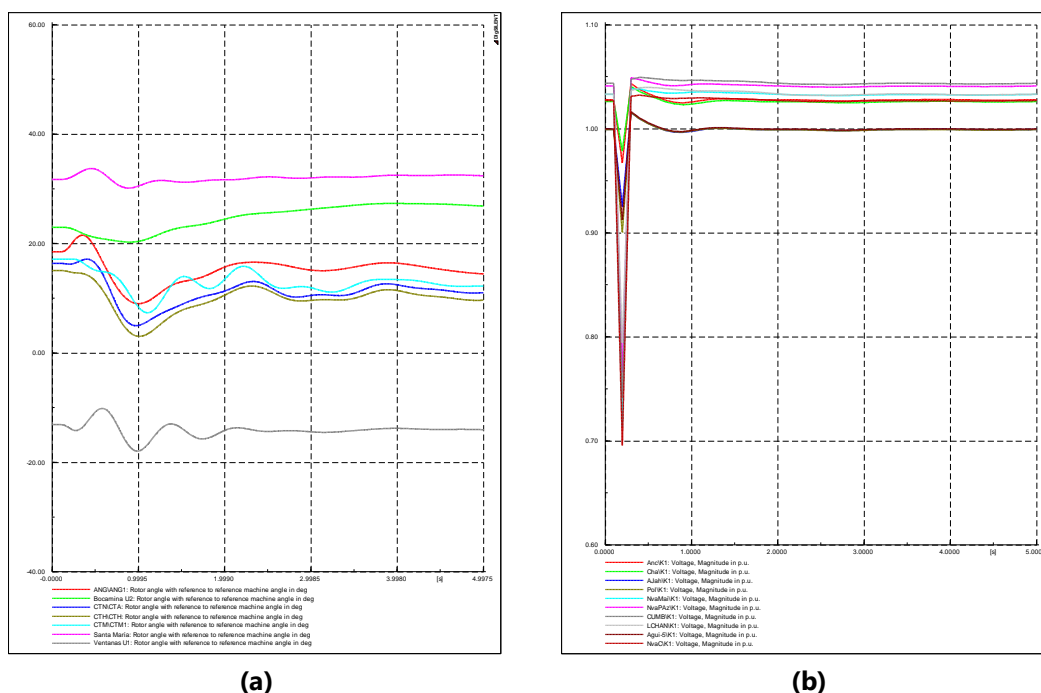 DIgSILENT
60.00
40.00
20.00
0.00
-20.00
-40.00
-0.0000 0.9995 1.9990 2.9985 3.9980 [s] 4.9975
ANG\ANG1: Rotor angle with reference to reference machine angle in deg
Bocamina U2: Rotor angle with reference to reference machine angle in deg
CTN\CTA: Rotor angle with reference to reference machine angle in deg
CTH\CTH: Rotor angle with reference to reference machine angle in deg
CTM\CTM1: Rotor angle with reference to reference machine angle in deg
Santa María: Rotor angle with reference to reference machine angle in deg
Ventanas U1: Rotor angle with reference to reference machine angle in deg
(a)
1.10
1.00
0.90
0.80
0.70
0.60
0.0000 1.0000 2.0000 3.0000 4.0000 [s] 5.000
Anc\K1: Voltage, Magnitude in p.u.
Cha\K1: Voltage, Magnitude in p.u.
AJah\K1: Voltage, Magnitude in p.u.
Pol\K1: Voltage, Magnitude in p.u.
NvaMai\K1: Voltage, Magnitude in p.u.
NvaPAz\K1: Voltage, Magnitude in p.u.
CUMB\K1: Voltage, Magnitude in p.u.
LCHAN\K1: Voltage, Magnitude in p.u.
Agui-5\K1: Voltage, Magnitude in p.u.
NvaC\K1: Voltage, Magnitude in p.u.
(b)